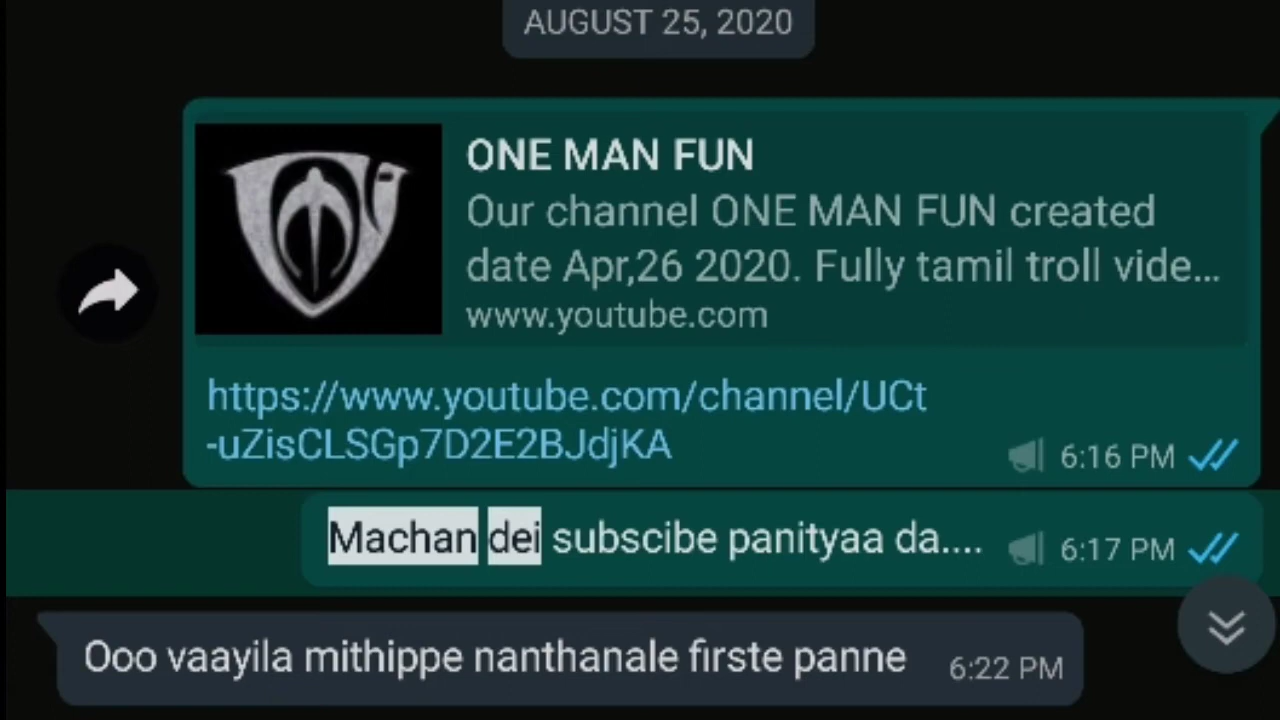 AUGUST 25, 2020
ONE MAN FUN
Our channel ONE MAN FUN created
date Apr,26 2020. Fully tamil troll vide...
www.youtube.com
https://www.youtube.com/channel/UCt
-uZisCLSGp7D2E2BJdjKA
6:16 PM
Machan dei subscibe panityaa da.... 6:17 PM
Ooo vaayila mithippe nanthanale firste panne 6:22 PM